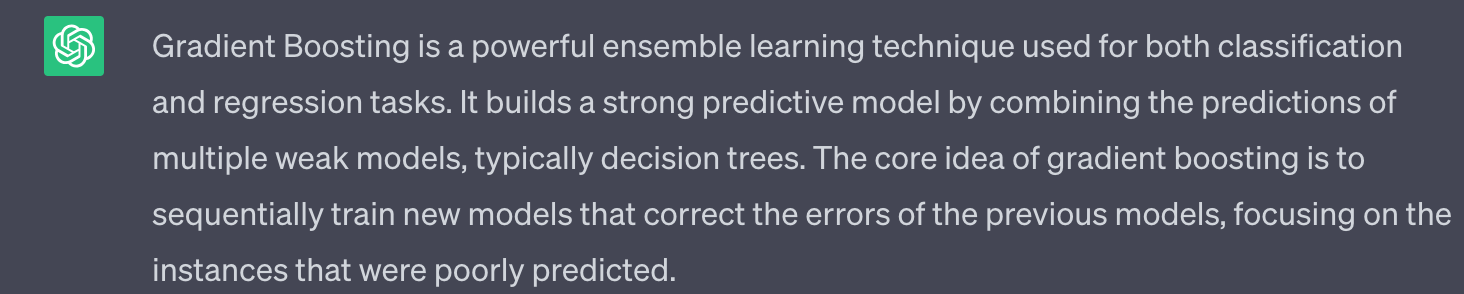 Gradient Boosting is a powerful ensemble learning technique used for both classification
and regression tasks. It builds a strong predictive model by combining the predictions of
multiple weak models, typically decision trees. The core idea of gradient boosting is to
sequentially train new models that correct the errors of the previous models, focusing on the
instances that were poorly predicted.